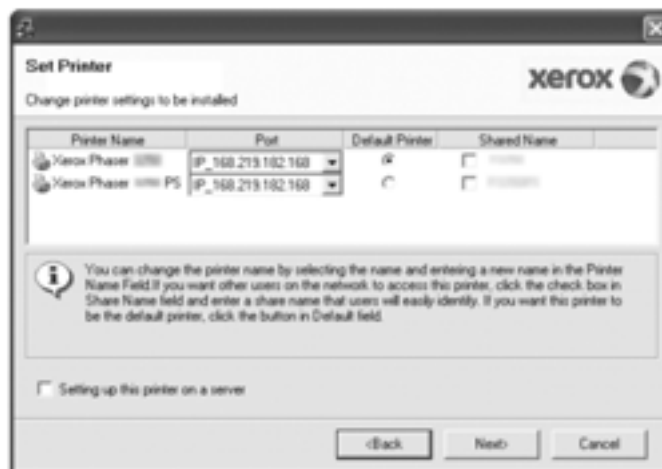 Set Printer
xerox
Change printer settings to be installed
Printer Name Port Default Printer Shared Name
Xerox Phaser IP_168.219.182.168
Xerox Phaser PS IP_168.219.182.168
You can change the printer name by selecting the name and entering a new name in the Printer
Name Field.If you want other users on the network to access this printer, click the check box in
Share Name field and enter a share name that users will easily identify. If you want this printer to
be the default printer, click the button in Default field.
Setting up this printer on a server
<Back Next> Cancel